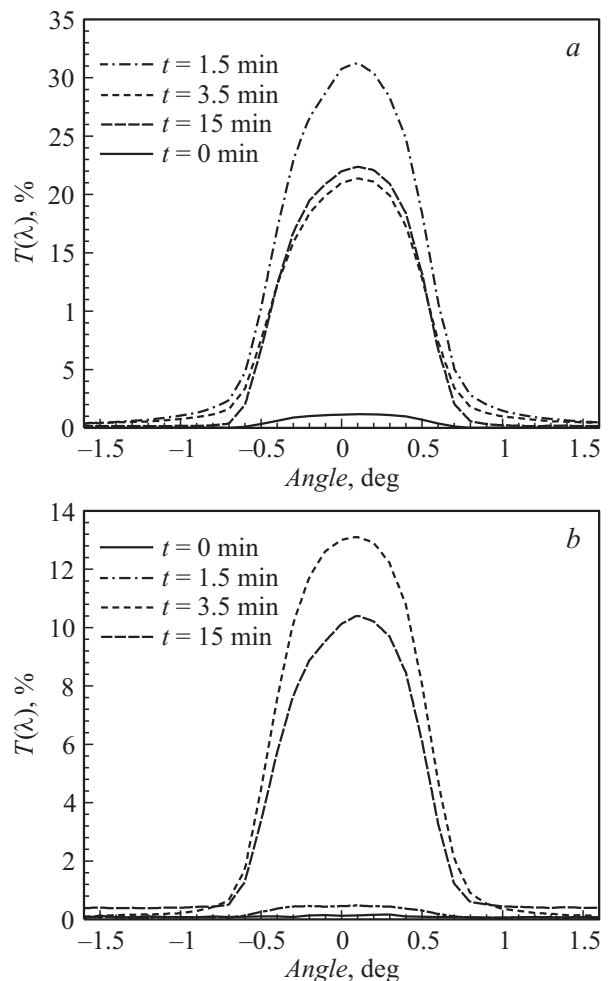 35
a
t = 1.5 min
30
t = 3.5 min
25
t = 15 min
t = 0 min
20
T(λ), %
15
1
5
0
–1.5 –1 –0.5 0 0.5 1 1.5
Angle, deg
14
b
t = 0 min
12
t = 1.5 min
t = 3.5 min
10
t = 15 min
8
T(λ), %
6
4
2
0
–1.5 –1 –0.5 0 0.5 1 1.5
Angle, deg